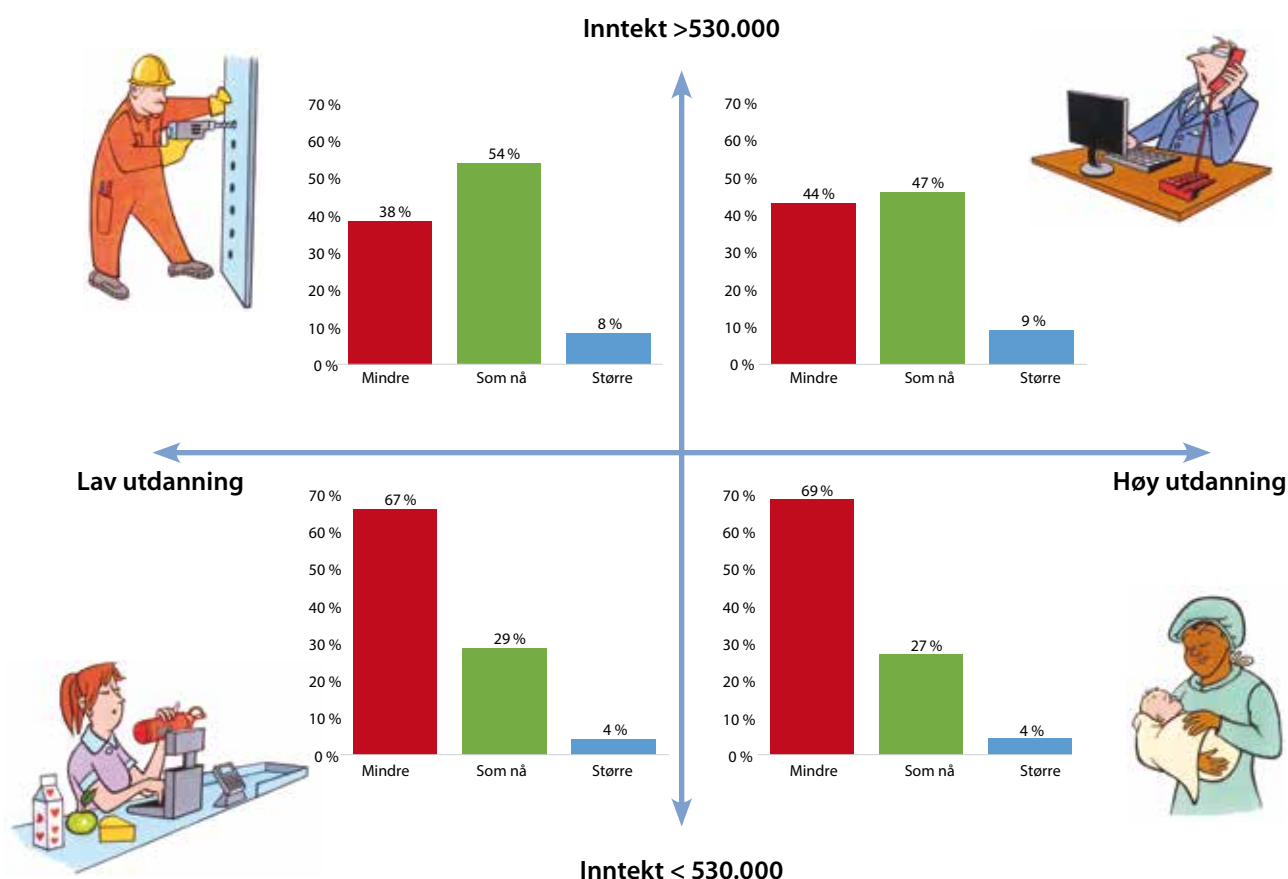 Inntekt >530.000
70 %
60 %
50 %
40 %
30 %
20 %
10 %
0 %
38 %
54 %
8 %
Mindre
Som nå
Større
70 %
60 %
50 %
40 %
30 %
20 %
10 %
0 %
44 %
47 %
9 %
Mindre
Som nå
Større
Lav utdanning
Høy utdanning
70 %
60 %
50 %
40 %
30 %
20 %
10 %
0 %
67 %
29 %
4 %
Mindre
Som nå
Større
70 %
60 %
50 %
40 %
30 %
20 %
10 %
0 %
69 %
27 %
4 %
Mindre
Som nå
Større
Inntekt < 530.000